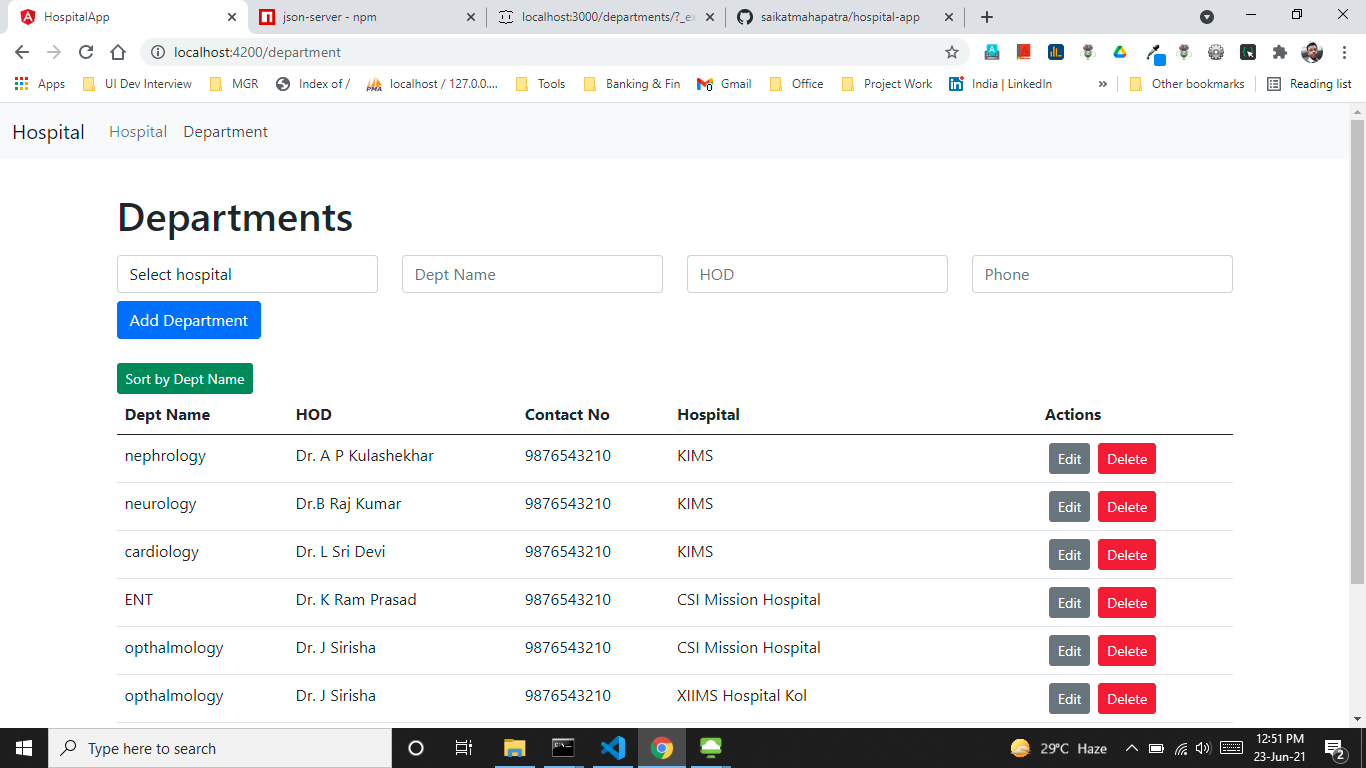 HospitalApp
json-server - npm
localhost:3000/departments/?_ex
saikatmahapatra/hospital-app
localhost:4200/department
Apps
UI Dev Interview
MGR
Index of /
localhost / 127.0.0....
Tools
Banking & Fin
Gmail
Office
Project Work
India | LinkedIn
»
Other bookmarks
Reading list
Hospital Hospital Department
Departments
Select hospital Dept Name HOD Phone
Add Department
Sort by Dept Name
Dept Name HOD Contact No Hospital Actions
nephrology Dr. A P Kulashekhar 9876543210 KIMS Edit Delete
neurology Dr.B Raj Kumar 9876543210 KIMS Edit Delete
cardiology Dr. L Sri Devi 9876543210 KIMS Edit Delete
ENT Dr. K Ram Prasad 9876543210 CSI Mission Hospital Edit Delete
opthalmology Dr. J Sirisha 9876543210 CSI Mission Hospital Edit Delete
opthalmology Dr. J Sirisha 9876543210 XIIMS Hospital Kol Edit Delete
Type here to search
29°C Haze
12:51 PM
23-Jun-21
2